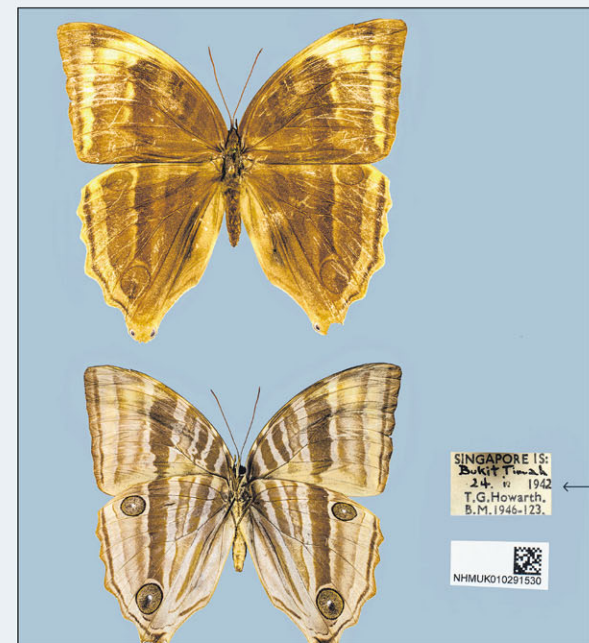 SINGAPORE IS:
Bukit Timah
24. iv 1942
T.G.Howarth.
B.M.1946-123.
NHMUK010291530